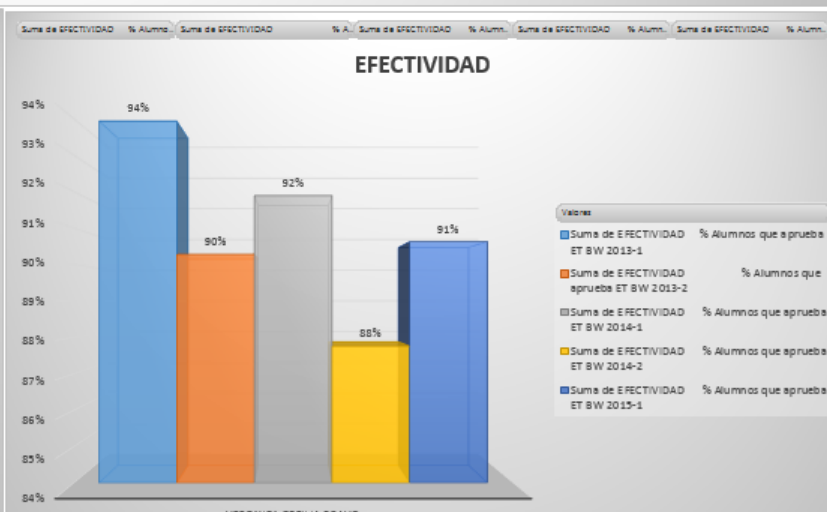 Suma de EFECTIVIDAD % Alumno... Suma de EFECTIVIDAD % A... Suma de EFECTIVIDAD % Alumn... Suma de EFECTIVIDAD % Alumn... Suma de EFECTIVIDAD % Alumn...
EFECTIVIDAD
94%
93%
92%
91%
90%
89%
88%
87%
86%
85%
84%
94%
90%
92%
88%
91%
Valores
Suma de EFECTIVIDAD % Alumnos que aprueba
ET BW 2013-1
Suma de EFECTIVIDAD % Alumnos que
aprueba ET BW 2013-2
Suma de EFECTIVIDAD % Alumnos que aprueba
ET BW 2014-1
Suma de EFECTIVIDAD % Alumnos que aprueba
ET BW 2014-2
Suma de EFECTIVIDAD % Alumnos que aprueba
ET BW 2015-1